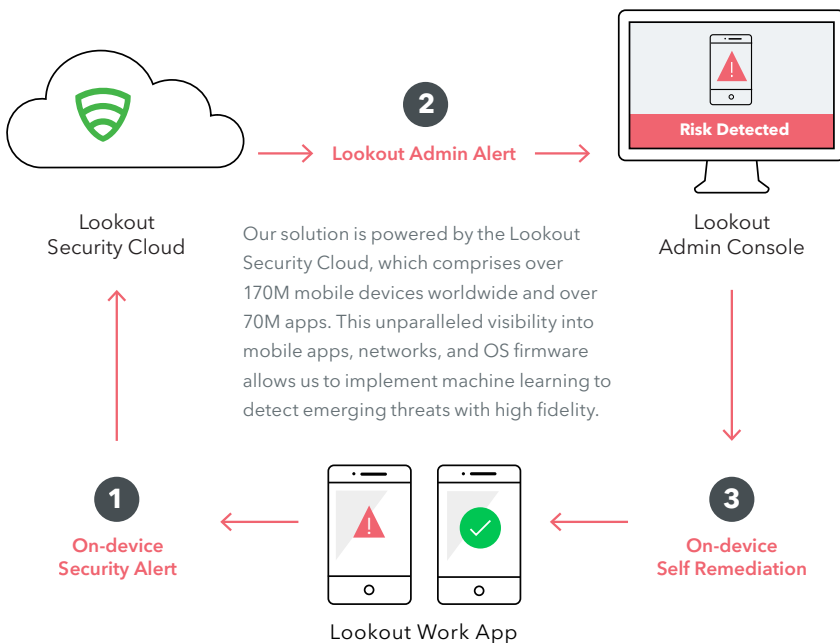 2
Lookout Admin Alert
Risk Detected
Lookout
Security Cloud
Lookout
Admin Console
Our solution is powered by the Lookout
Security Cloud, which comprises over
170M mobile devices worldwide and over
70M apps. This unparalleled visibility into
mobile apps, networks, and OS firmware
allows us to implement machine learning to
detect emerging threats with high fidelity.
1
On-device
Security Alert
3
On-device
Self Remediation
Lookout Work App